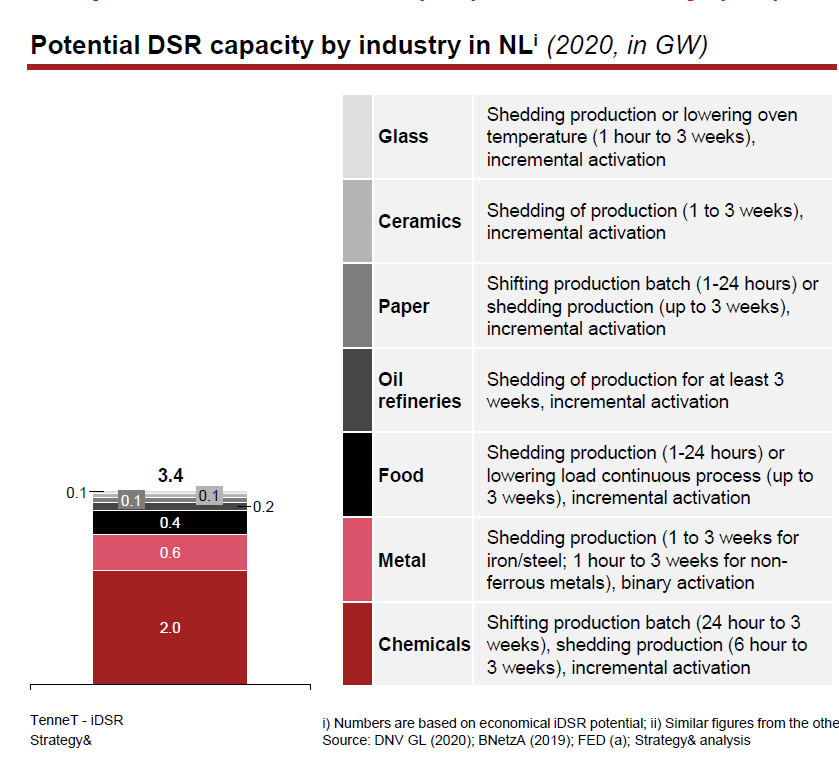 Potential DSR capacity by industry in NLⁱ (2020, in GW)
Glass
Shedding production or lowering oven
temperature (1 hour to 3 weeks),
incremental activation
Ceramics
Shedding of production (1 to 3 weeks),
incremental activation
Paper
Shifting production batch (1-24 hours) or
shedding production (up to 3 weeks),
incremental activation
Oil
refineries
Shedding of production for at least 3
weeks, incremental activation
Food
Shedding production (1-24 hours) or
lowering load continuous process (up to
3 weeks), incremental activation
Metal
Shedding production (1 to 3 weeks for
iron/steel; 1 hour to 3 weeks for non-
ferrous metals), binary activation
Chemicals
Shifting production batch (24 hour to 3
weeks), shedding production (6 hour to
3 weeks), incremental activation
3.4
0.1
0.1
0.1
0.2
0.4
0.6
2.0
TenneT - iDSR
Strategy&
i) Numbers are based on economical iDSR potential; ii) Similar figures from the othe
Source: DNV GL (2020); BNetzA (2019); FED (a); Strategy& analysis